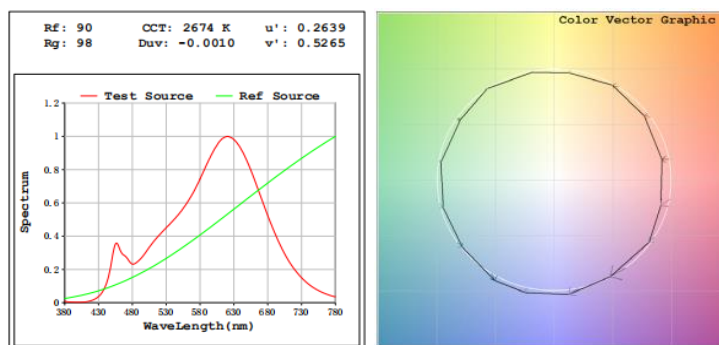 Rf: 90 CCT: 2674 K u': 0.2639
Rg: 98 Duv: -0.0010 v': 0.5265
Color Vector Graphic
Test Source Ref Source
1.2
1
0.8
0.6
0.4
0.2
0
Spectrum
380 430 480 530 580 630 680 730 780
WaveLength(nm)